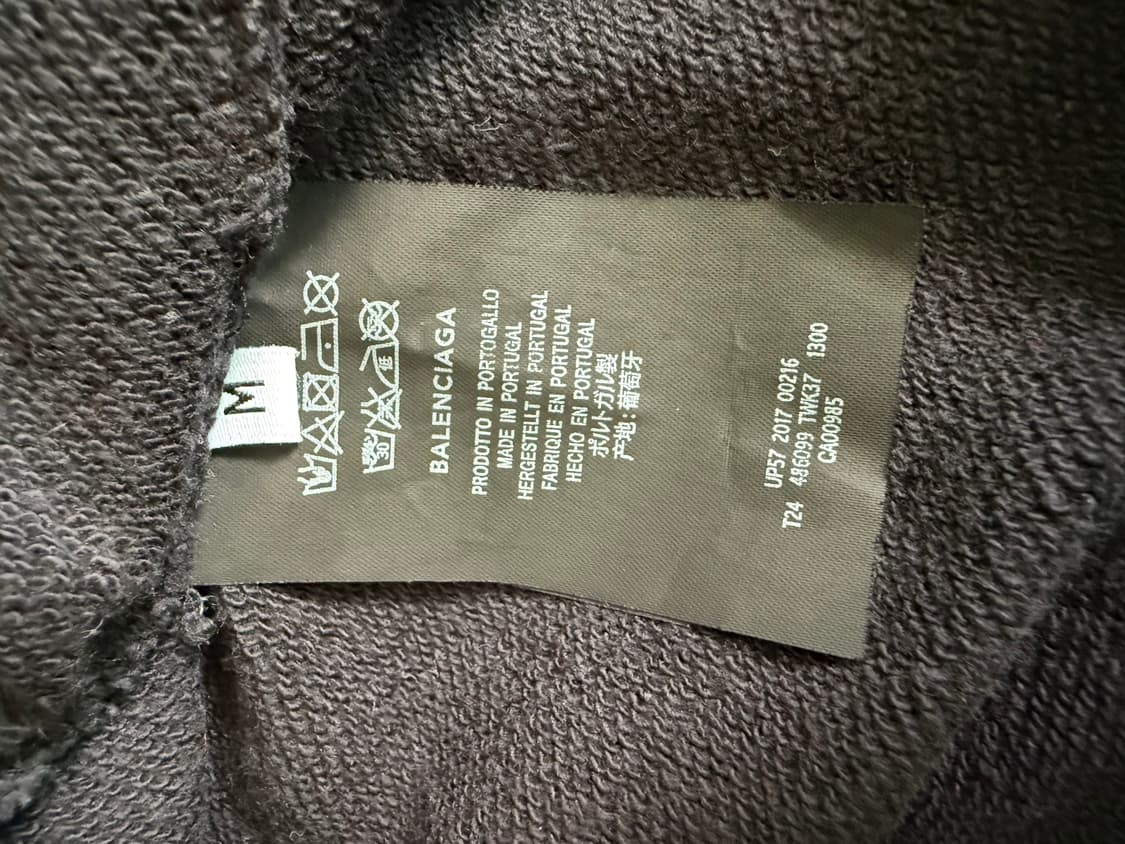 M
30
BALENCIAGA
PRODOTTO IN PORTOGALLO
MADE IN PORTUGAL
HERGESTELLT IN PORTUGAL
FABRIQUE EN PORTUGAL
HECHO EN PORTUGAL
ポルトガル製
产地:葡萄牙
UP57 2017 00216
T24 486099 TWK37 1300
CA00985